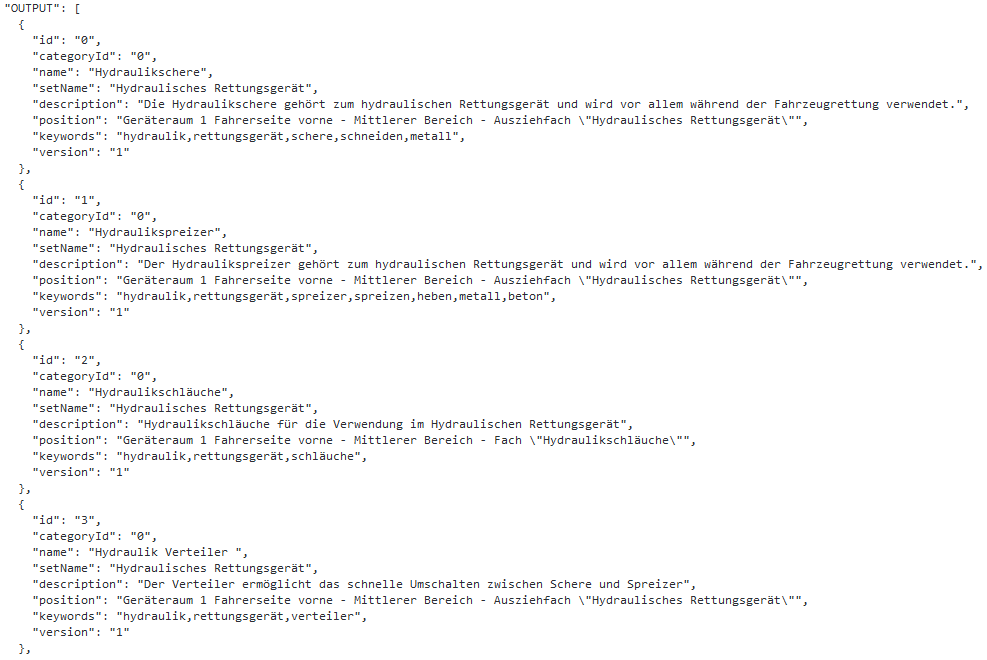 "OUTPUT": [
{
"id": "0",
"categoryId": "0",
"name": "Hydraulikschere",
"setName": "Hydraulisches Rettungsgerät",
"description": "Die Hydraulikschere gehört zum hydraulischen Rettungsgerät und wird vor allem während der Fahrzeugrettung verwendet.",
"position": "Geräteraum 1 Fahrerseite vorne - Mittlerer Bereich - Ausziehfach \"Hydraulisches Rettungsgerät\"",
"keywords": "hydraulik,rettungsgerät,schere,schneiden,metall",
"version": "1"
},
{
"id": "1",
"categoryId": "0",
"name": "Hydraulikspreizer",
"setName": "Hydraulisches Rettungsgerät",
"description": "Der Hydraulikspreizer gehört zum hydraulischen Rettungsgerät und wird vor allem während der Fahrzeugrettung verwendet.",
"position": "Geräteraum 1 Fahrerseite vorne - Mittlerer Bereich - Ausziehfach \"Hydraulisches Rettungsgerät\"",
"keywords": "hydraulik,rettungsgerät,spreizer,spreizen,heben,metall,beton",
"version": "1"
},
{
"id": "2",
"categoryId": "0",
"name": "Hydraulikschläuche",
"setName": "Hydraulisches Rettungsgerät",
"description": "Hydraulikschläuche für die Verwendung im Hydraulischen Rettungsgerät",
"position": "Geräteraum 1 Fahrerseite vorne - Mittlerer Bereich - Fach \"Hydraulikschläuche\"",
"keywords": "hydraulik,rettungsgerät,schläuche",
"version": "1"
},
{
"id": "3",
"categoryId": "0",
"name": "Hydraulik Verteiler ",
"setName": "Hydraulisches Rettungsgerät",
"description": "Der Verteiler ermöglicht das schnelle Umschalten zwischen Schere und Spreizer",
"position": "Geräteraum 1 Fahrerseite vorne - Mittlerer Bereich - Ausziehfach \"Hydraulisches Rettungsgerät\"",
"keywords": "hydraulik,rettungsgerät,verteiler",
"version": "1"
},